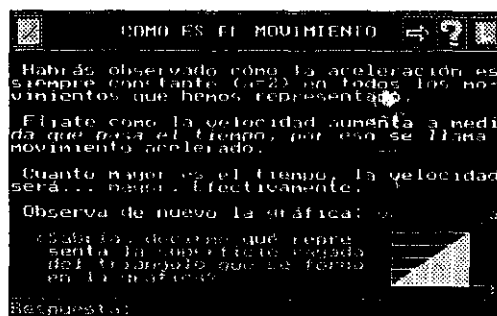 COMO ES EL MOVIMIENTO ?
Habrás observado cómo la aceleración es
siempre constante (a=2) en todos los mo-
vimientos que hemos representado.
Fíjate como la velocidad aumenta a medi
da que pasa el tiempo, por eso se llama
movimiento acelerado.
Cuanto mayor es el tiempo, la velocidad
será... mayor. Efectivamente.
Observa de nuevo la gráfica:
¿Sabrías decirme qué repre
senta la superficie rayada
del triángulo que se forma
en la gráfica?
Respuesta: